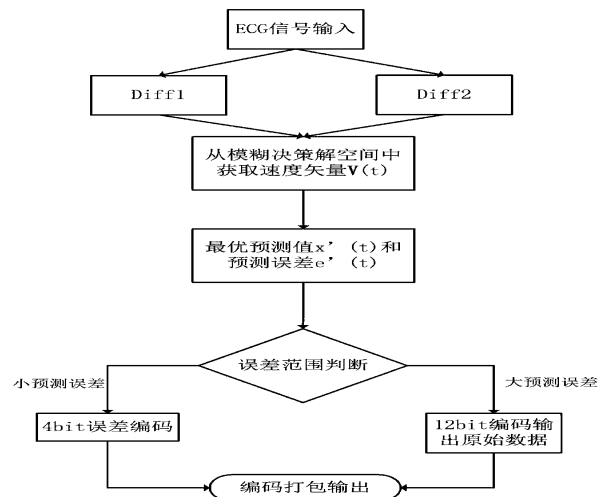 ECG信号输入
Diff1
Diff2
从模糊决策解空间中
获取速度矢量V(t)
最优预测值x’(t)和
预测误差e’(t)
误差范围判断
小预测误差
大预测误差
4bit误差编码
12bit编码输
出原始数据
编码打包输出